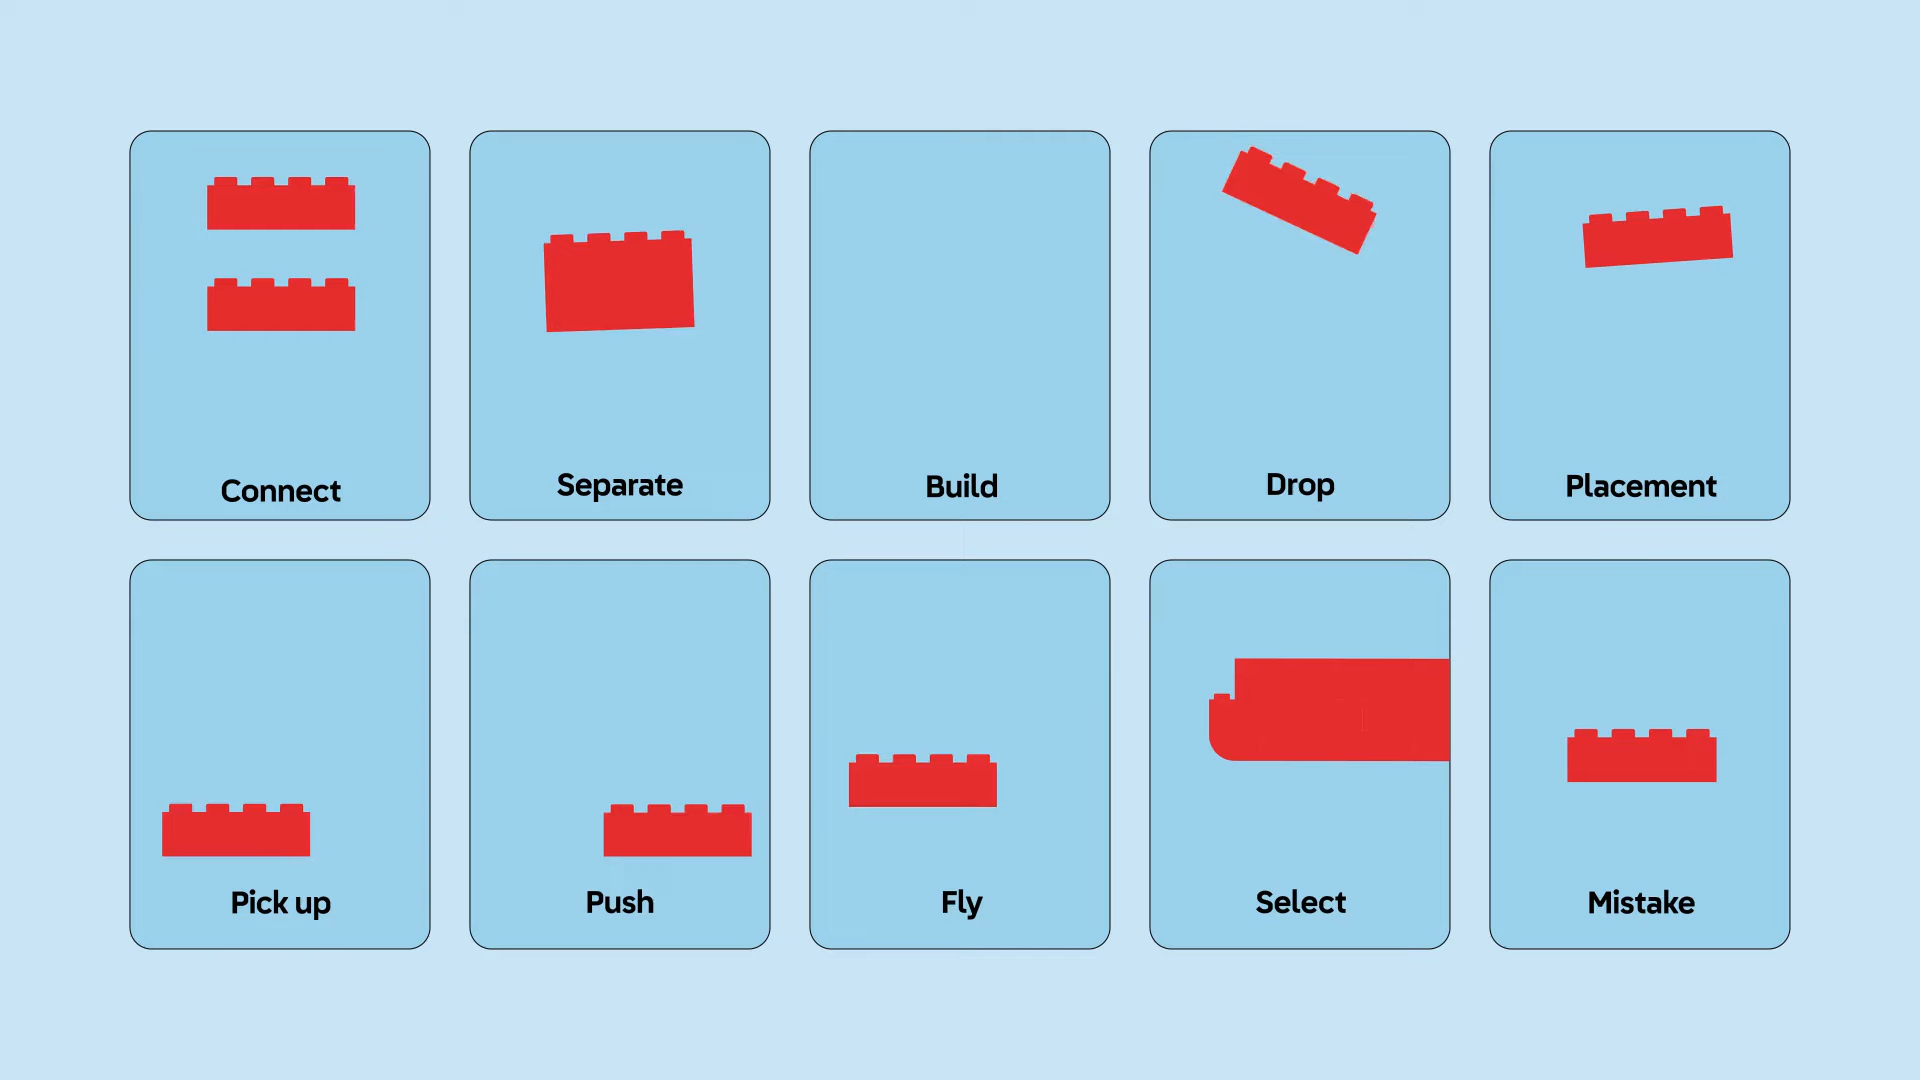 Connect
Separate
Build
Drop
Placement
Pick up
Push
Fly
Select
Mistake